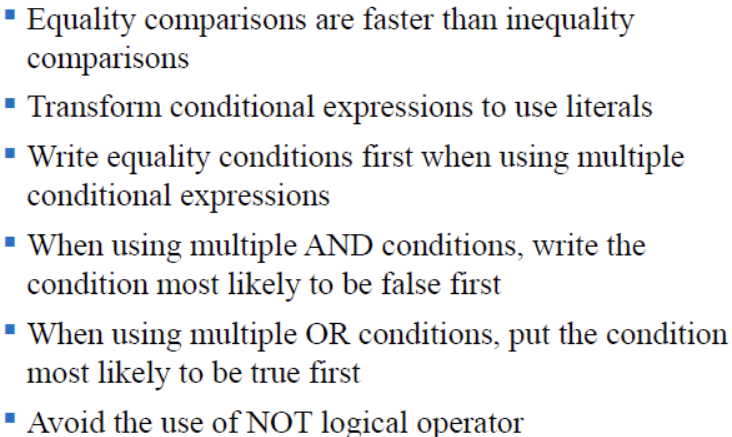 ▪ Equality comparisons are faster than inequality
comparisons
▪ Transform conditional expressions to use literals
▪ Write equality conditions first when using multiple
conditional expressions
▪ When using multiple AND conditions, write the
condition most likely to be false first
▪ When using multiple OR conditions, put the condition
most likely to be true first
▪ Avoid the use of NOT logical operator